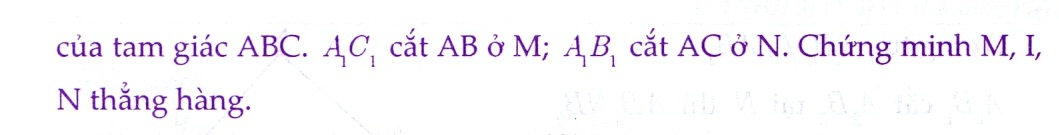 của tam giác ABC. A₁C₁ cắt AB ở M; A₁B₁ cắt AC ở N. Chứng minh M, I,
N thẳng hàng.